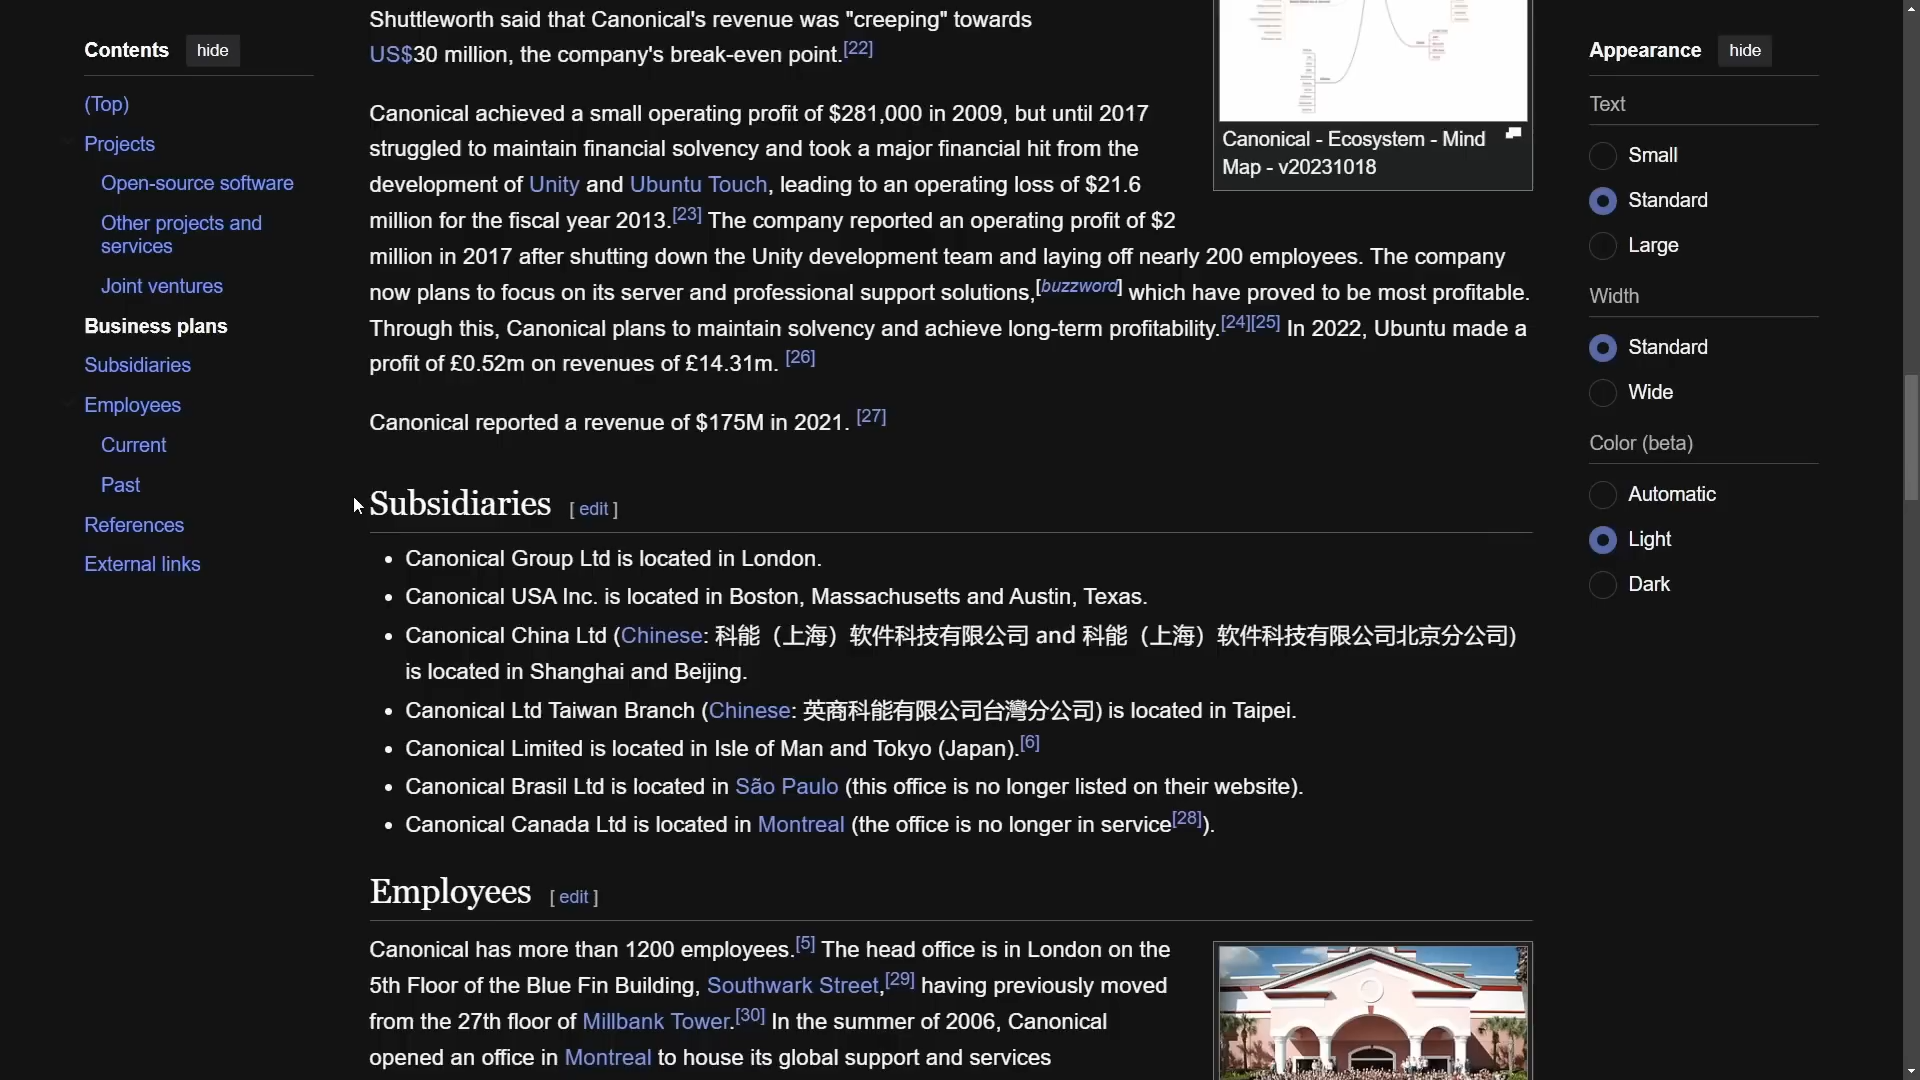 Contents hide
(Top)
Projects
Open-source software
Other projects and
services
Joint ventures
Business plans
Subsidiaries
Employees
Current
Past
References
External links
Shuttleworth said that Canonical's revenue was "creeping" towards
US$30 million, the company's break-even point.[22]
Canonical achieved a small operating profit of $281,000 in 2009, but until 2017
struggled to maintain financial solvency and took a major financial hit from the
development of Unity and Ubuntu Touch, leading to an operating loss of $21.6
million for the fiscal year 2013.[23] The company reported an operating profit of $2
million in 2017 after shutting down the Unity development team and laying off nearly 200 employees. The company
now plans to focus on its server and professional support solutions,[buzzword] which have proved to be most profitable.
Through this, Canonical plans to maintain solvency and achieve long-term profitability.[24][25] In 2022, Ubuntu made a
profit of £0.52m on revenues of £14.31m. [26]
Canonical reported a revenue of $175M in 2021. [27]
Canonical - Ecosystem - Mind
Map - v20231018
Subsidiaries [ edit ]
• Canonical Group Ltd is located in London.
• Canonical USA Inc. is located in Boston, Massachusetts and Austin, Texas.
• Canonical China Ltd (Chinese: 科能（上海）软件科技有限公司 and 科能（上海）软件科技有限公司北京分公司)
is located in Shanghai and Beijing.
• Canonical Ltd Taiwan Branch (Chinese: 英商科能有限公司台灣分公司) is located in Taipei.
• Canonical Limited is located in Isle of Man and Tokyo (Japan).[6]
• Canonical Brasil Ltd is located in São Paulo (this office is no longer listed on their website).
• Canonical Canada Ltd is located in Montreal (the office is no longer in service[28]).
Employees [ edit ]
Canonical has more than 1200 employees.[5] The head office is in London on the
5th Floor of the Blue Fin Building, Southwark Street,[29] having previously moved
from the 27th floor of Millbank Tower.[30] In the summer of 2006, Canonical
opened an office in Montreal to house its global support and services
Appearance hide
Text
Small
Standard
Large
Width
Standard
Wide
Color (beta)
Automatic
Light
Dark